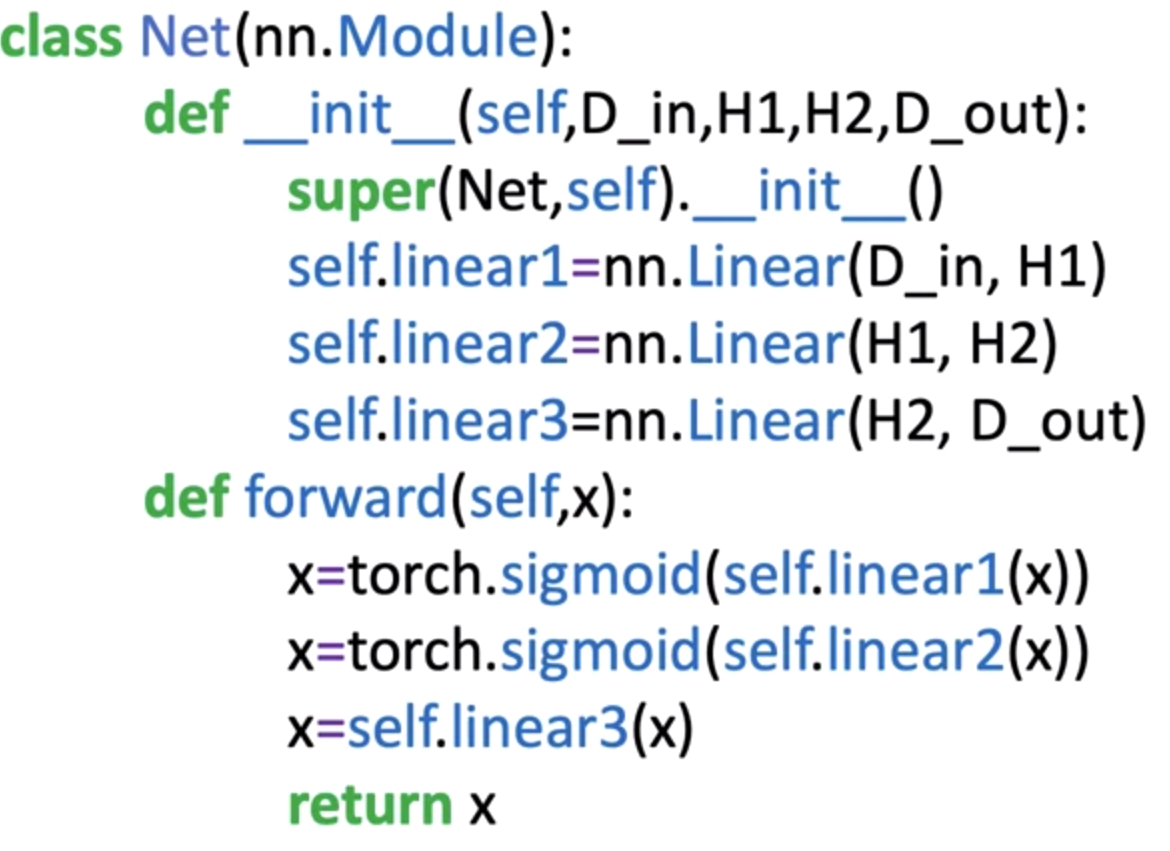 class Net(nn.Module):
def __init__(self,D_in,H1,H2,D_out):
super(Net,self).__init__()
self.linear1=nn.Linear(D_in, H1)
self.linear2=nn.Linear(H1, H2)
self.linear3=nn.Linear(H2, D_out)
def forward(self,x):
x=torch.sigmoid(self.linear1(x))
x=torch.sigmoid(self.linear2(x))
x=self.linear3(x)
return x